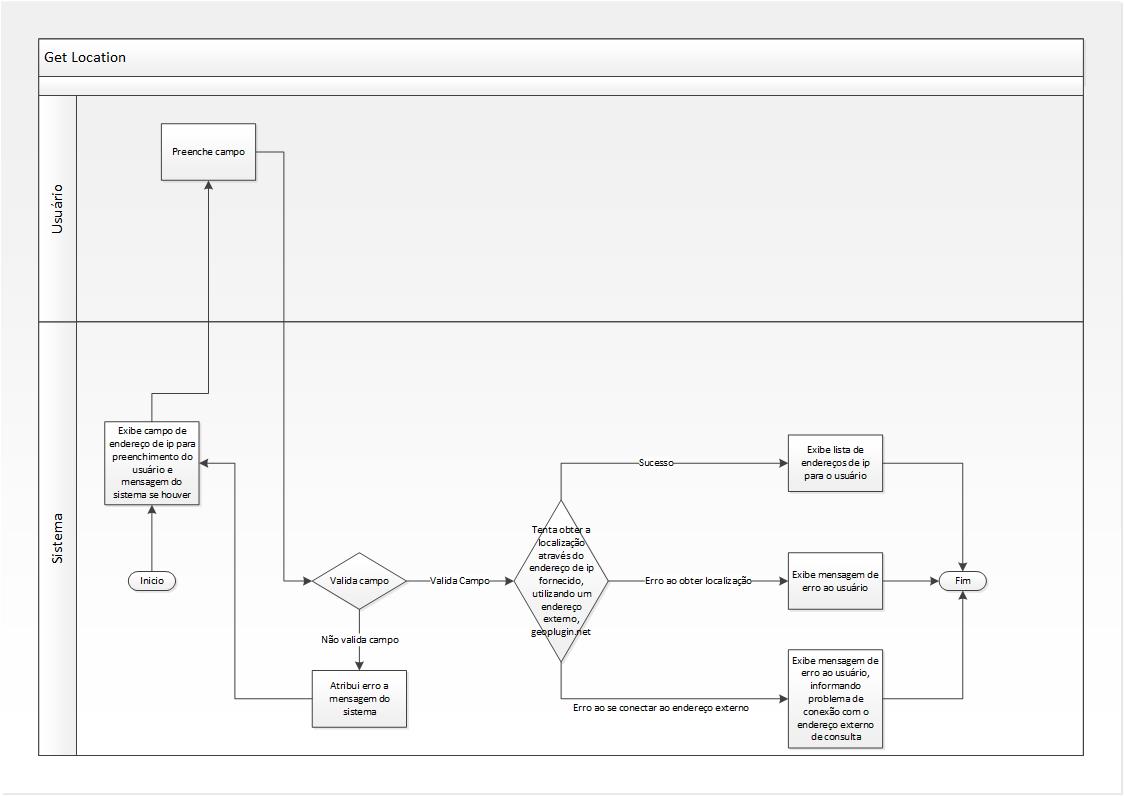 Get Location
Usuário
Preenche campo
Sistema
Exibe campo de
endereço de ip para
preenchimento do
usuário e
mensagem do
sistema se houver
Inicio
Valida campo
Valida Campo
Não valida campo
Atribui erro a
mensagem do
sistema
Tenta obter a
localização
através do
endereço de ip
fornecido,
utilizando um
endereço
externo,
geoplugin.net
Sucesso
Exibe lista de
endereços de ip
para o usuário
Erro ao obter localização
Exibe mensagem de
erro ao usuário
Erro ao se conectar ao endereço externo
Exibe mensagem de
erro ao usuário,
informando
problema de
conexão com o
endereço externo
de consulta
Fim